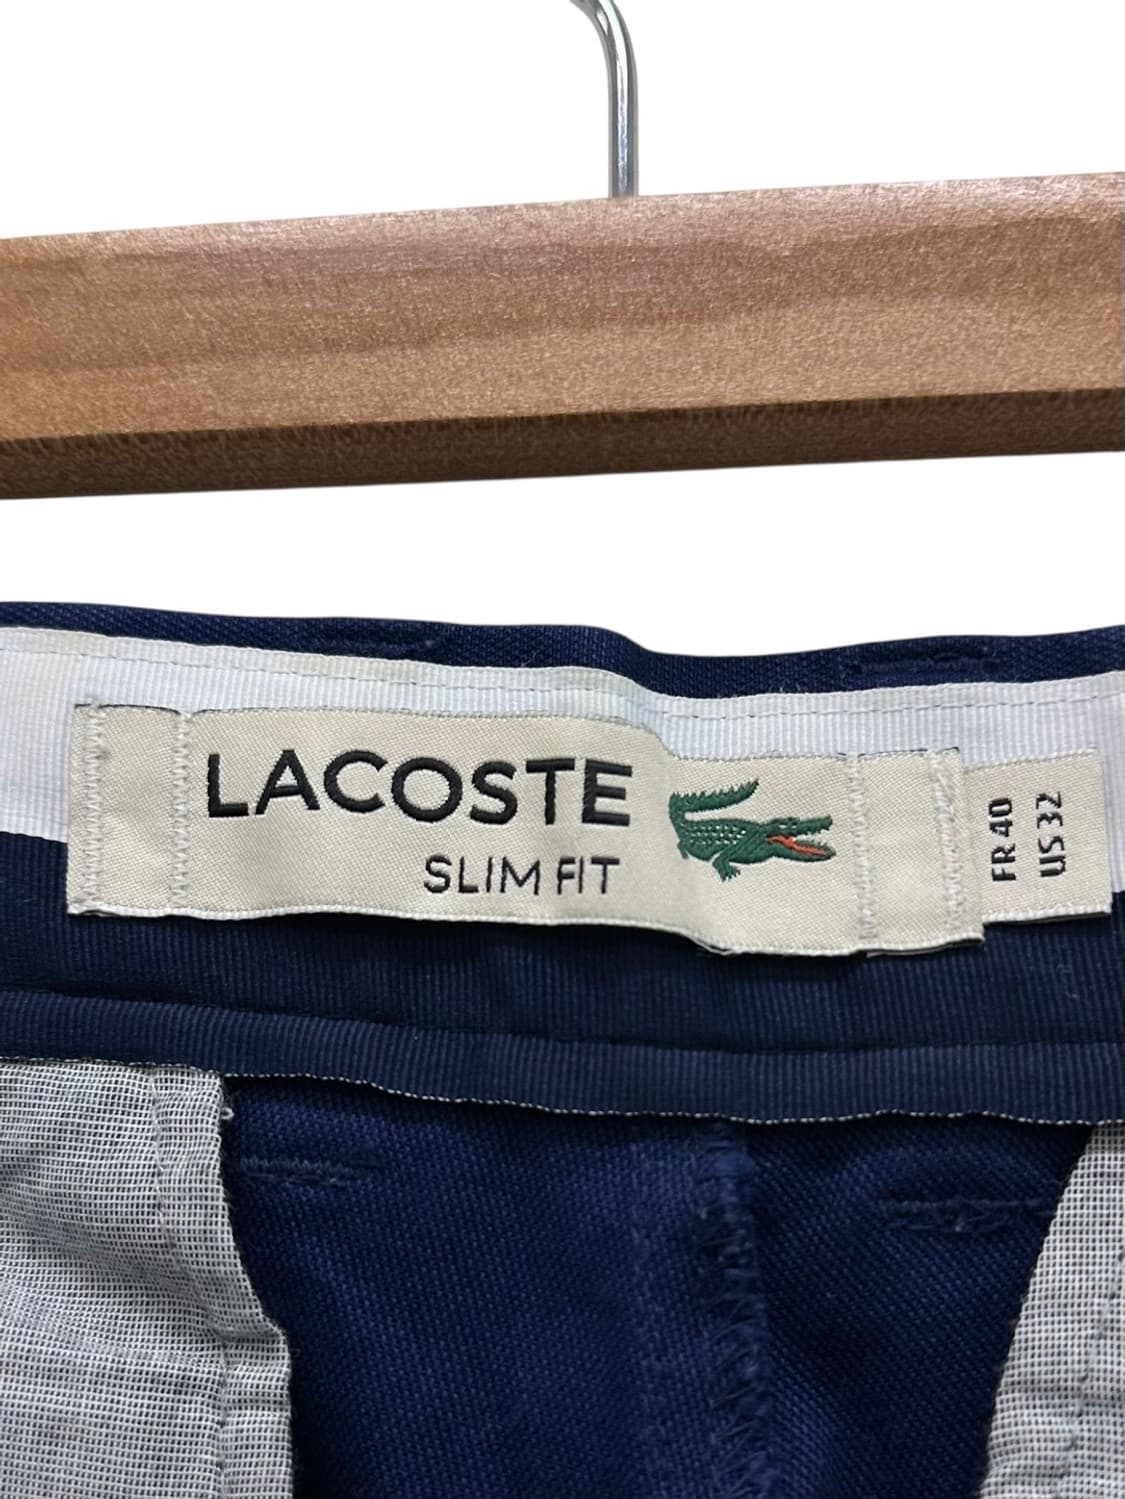 LACOSTE
SLIM FIT
FR 40
US 32